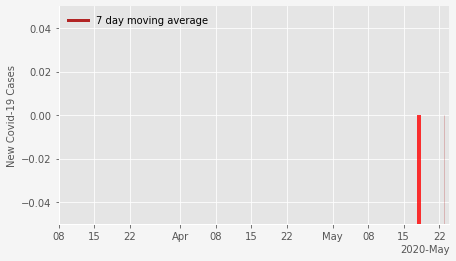 7 day moving average
0.04
0.02
0.00
−0.02
−0.04
New Covid-19 Cases
08 15 22 Apr 08 15 22 May 08 15 22
2020-May